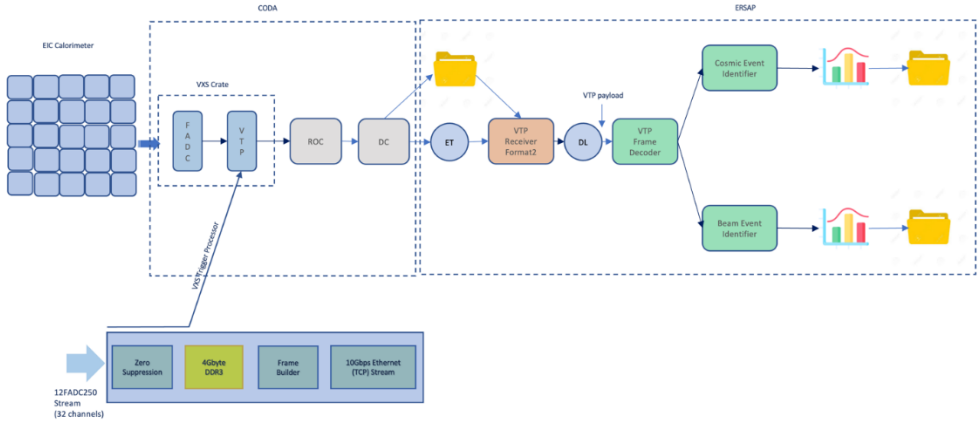 CODA
ERSAP
EIC Calorimeter
VXS Crate
F
A
D
C
V
T
P
ROC
DC
ET
VTP
Receiver
Format2
DL
VTP payload
VTP
Frame
Decoder
Cosmic Event
Identifier
Beam Event
Identifier
VXS Trigger Processor
Zero
Suppression
4Gbyte
DDR3
Frame
Builder
10Gbps Ethernet
(TCP) Stream
12FADC250
Stream
(32 channels)